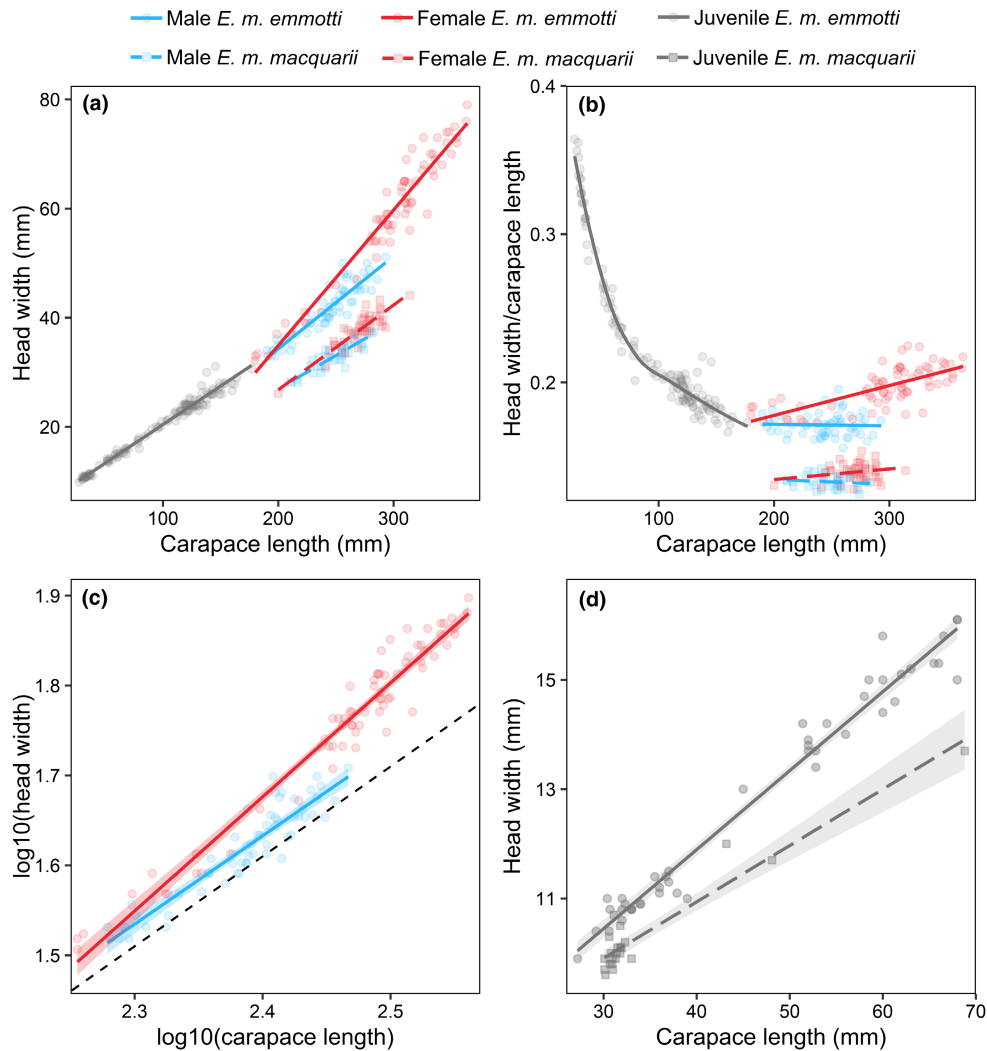 Male E. m. emmotti Female E. m. emmotti Juvenile E. m. emmotti
Male E. m. macquarii Female E. m. macquarii Juvenile E. m. macquarii
(a)
80
60
40
20
Head width (mm)
100 200 300
Carapace length (mm)
(b)
0.4
0.3
0.2
Head width/carapace length
100 200 300
Carapace length (mm)
(c)
1.9
1.8
1.7
1.6
1.5
log10(head width)
2.3 2.4 2.5
log10(carapace length)
(d)
15
13
11
Head width (mm)
30 40 50 60 70
Carapace length (mm)